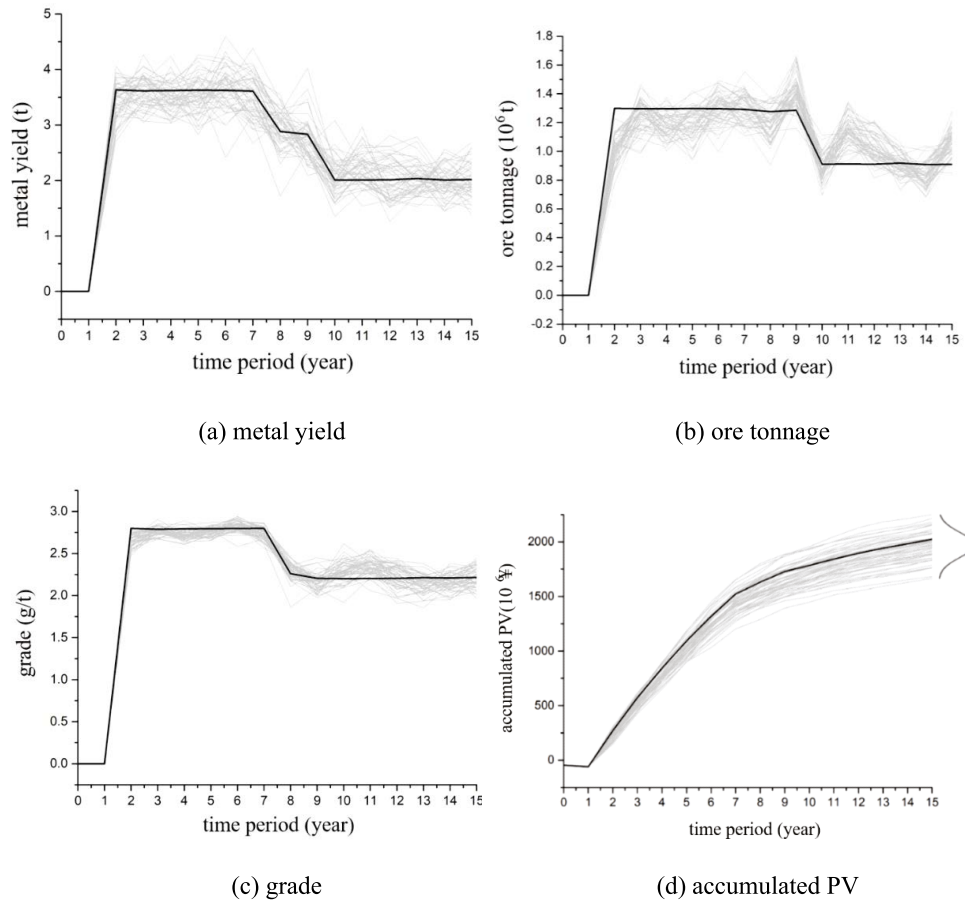 metal yield (t)
5
4
3
2
1
0
0 1 2 3 4 5 6 7 8 9 10 11 12 13 14 15
time period (year)
(a) metal yield
ore tonnage (10⁶ t)
1.8
1.6
1.4
1.2
1.0
0.8
0.6
0.4
0.2
0.0
-0.2
0 1 2 3 4 5 6 7 8 9 10 11 12 13 14 15
time period (year)
(b) ore tonnage
grade (g/t)
3.0
2.5
2.0
1.5
1.0
0.5
0.0
0 1 2 3 4 5 6 7 8 9 10 11 12 13 14 15
time period (year)
(c) grade
accumulated PV(10⁶ ¥)
2000
1500
1000
500
0
0 1 2 3 4 5 6 7 8 9 10 11 12 13 14 15
time period (year)
(d) accumulated PV